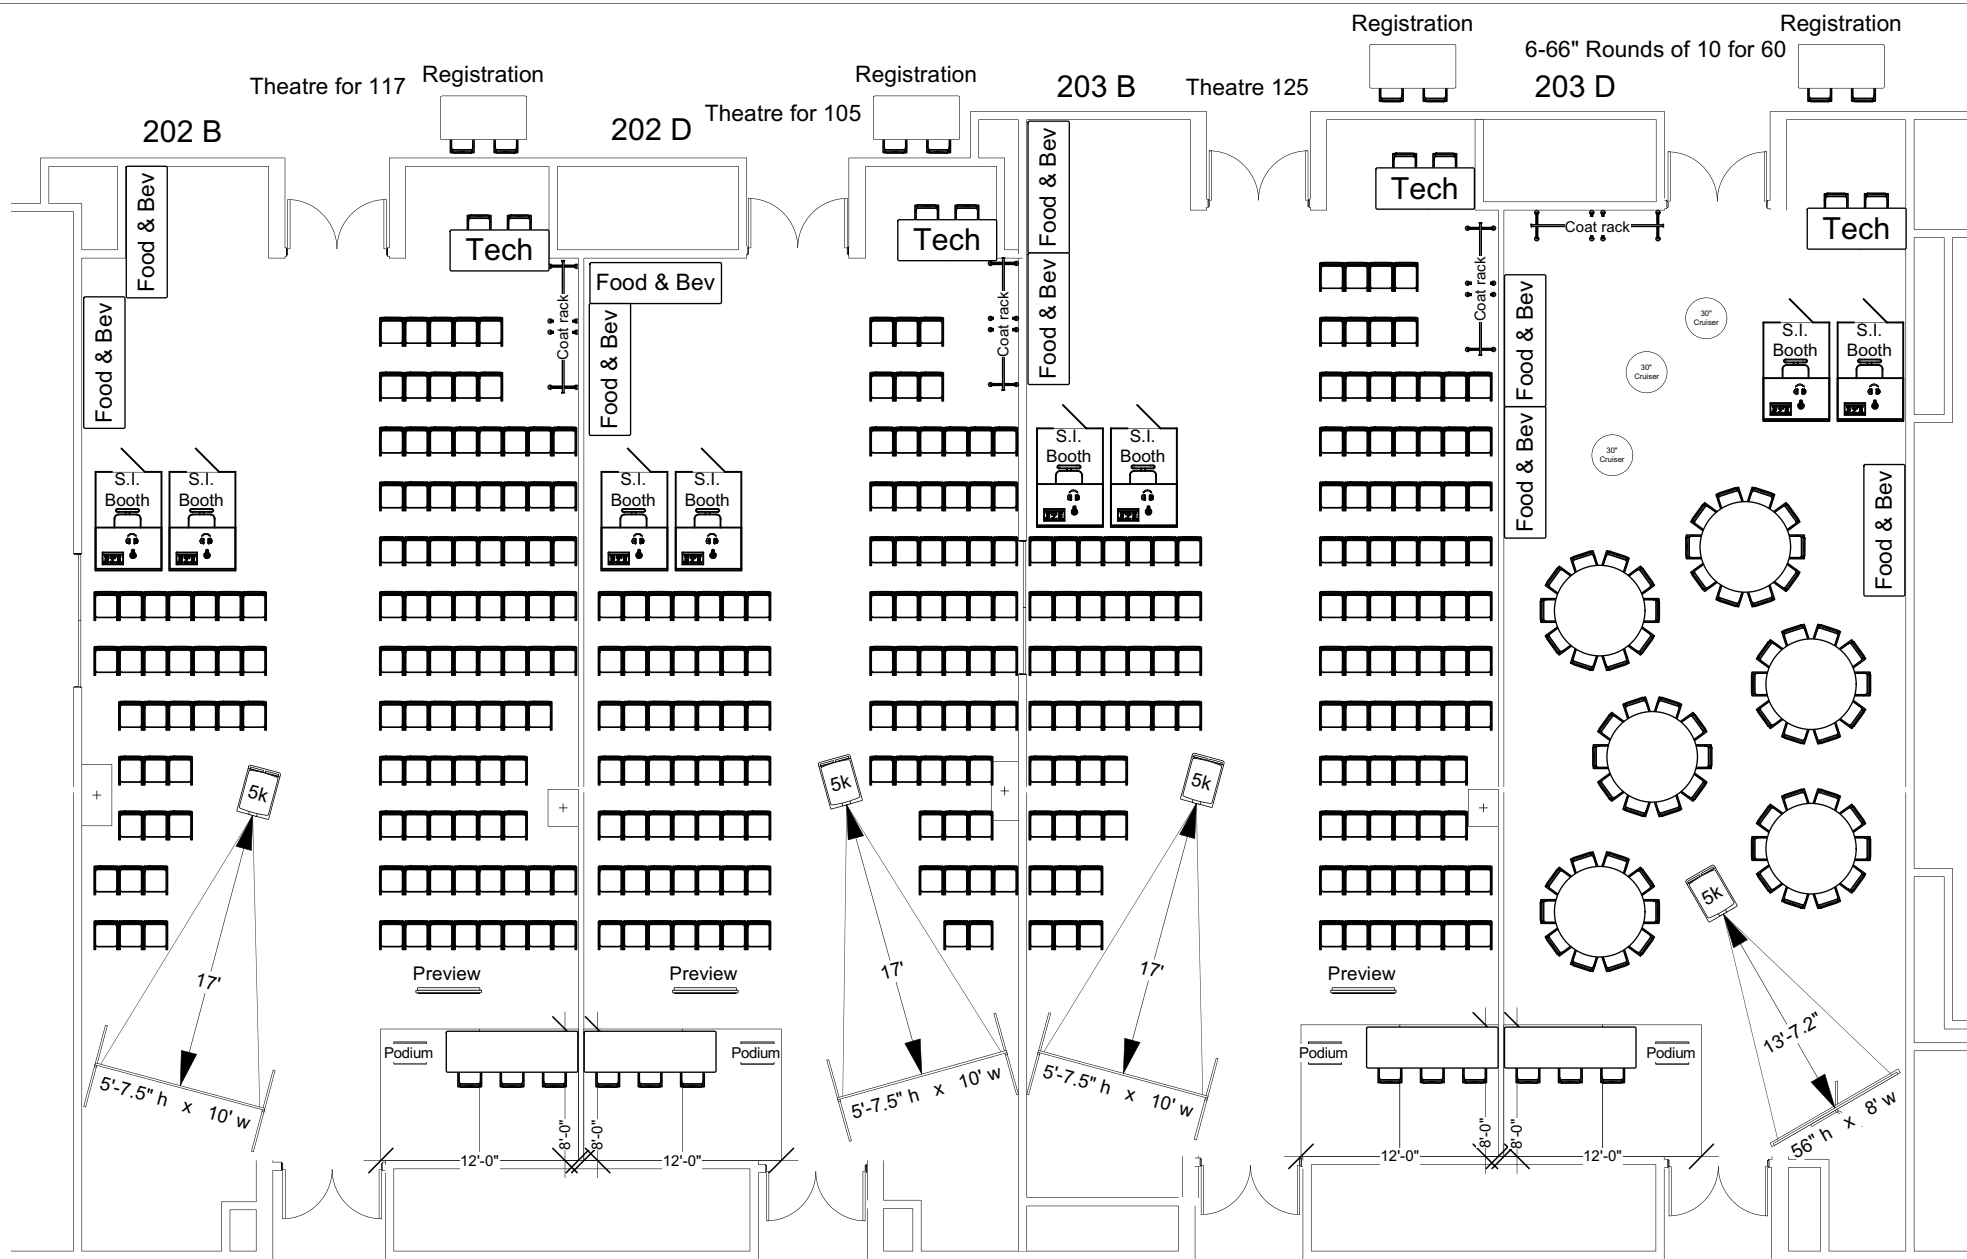 Registration
Registration
6-66" Rounds of 10 for 60
Theatre for 117
Registration
Registration
203 B
Theatre 125
203 D
202 B
202 D
Theatre for 105
Food & Bev
Tech
Food & Bev
Coat rack
Food & Bev
Food & Bev
Tech
Coat rack
Food & Bev
Food & Bev
Tech
Coat rack
Coat rack
Tech
Food & Bev
Food & Bev
Food & Bev
30"
Cruiser
30"
Cruiser
30"
Cruiser
S.I.
Booth
S.I.
Booth
S.I.
Booth
S.I.
Booth
S.I.
Booth
S.I.
Booth
S.I.
Booth
S.I.
Booth
Food & Bev
5k
5k
5k
5k
17'
17'
17'
13'-7.2"
Preview
Preview
Preview
Podium
Podium
Podium
Podium
5'-7.5" h x 10' w
5'-7.5" h x 10' w
5'-7.5" h x 10' w
56" h x 8' w
8'-0"
8'-0"
8'-0"
8'-0"
12'-0"
12'-0"
12'-0"
12'-0"